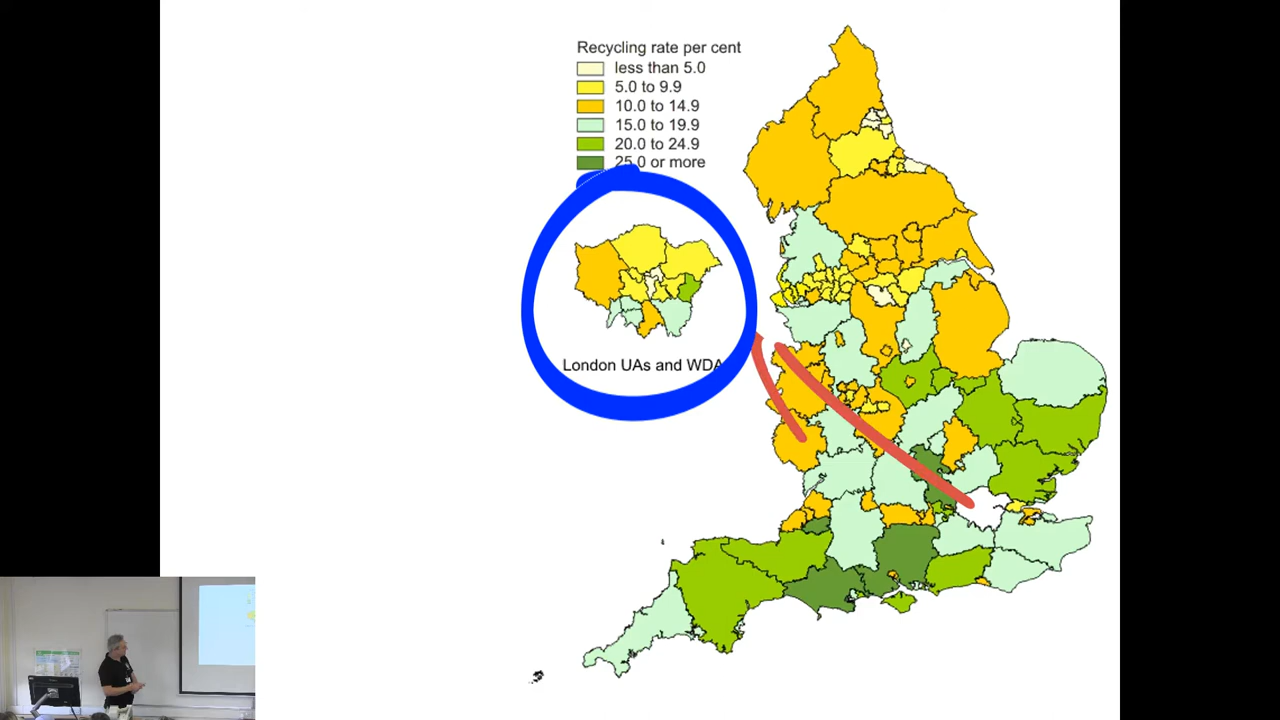 Recycling rate per cent
less than 5.0
5.0 to 9.9
10.0 to 14.9
15.0 to 19.9
20.0 to 24.9
25.0 or more
London UAs and WDA